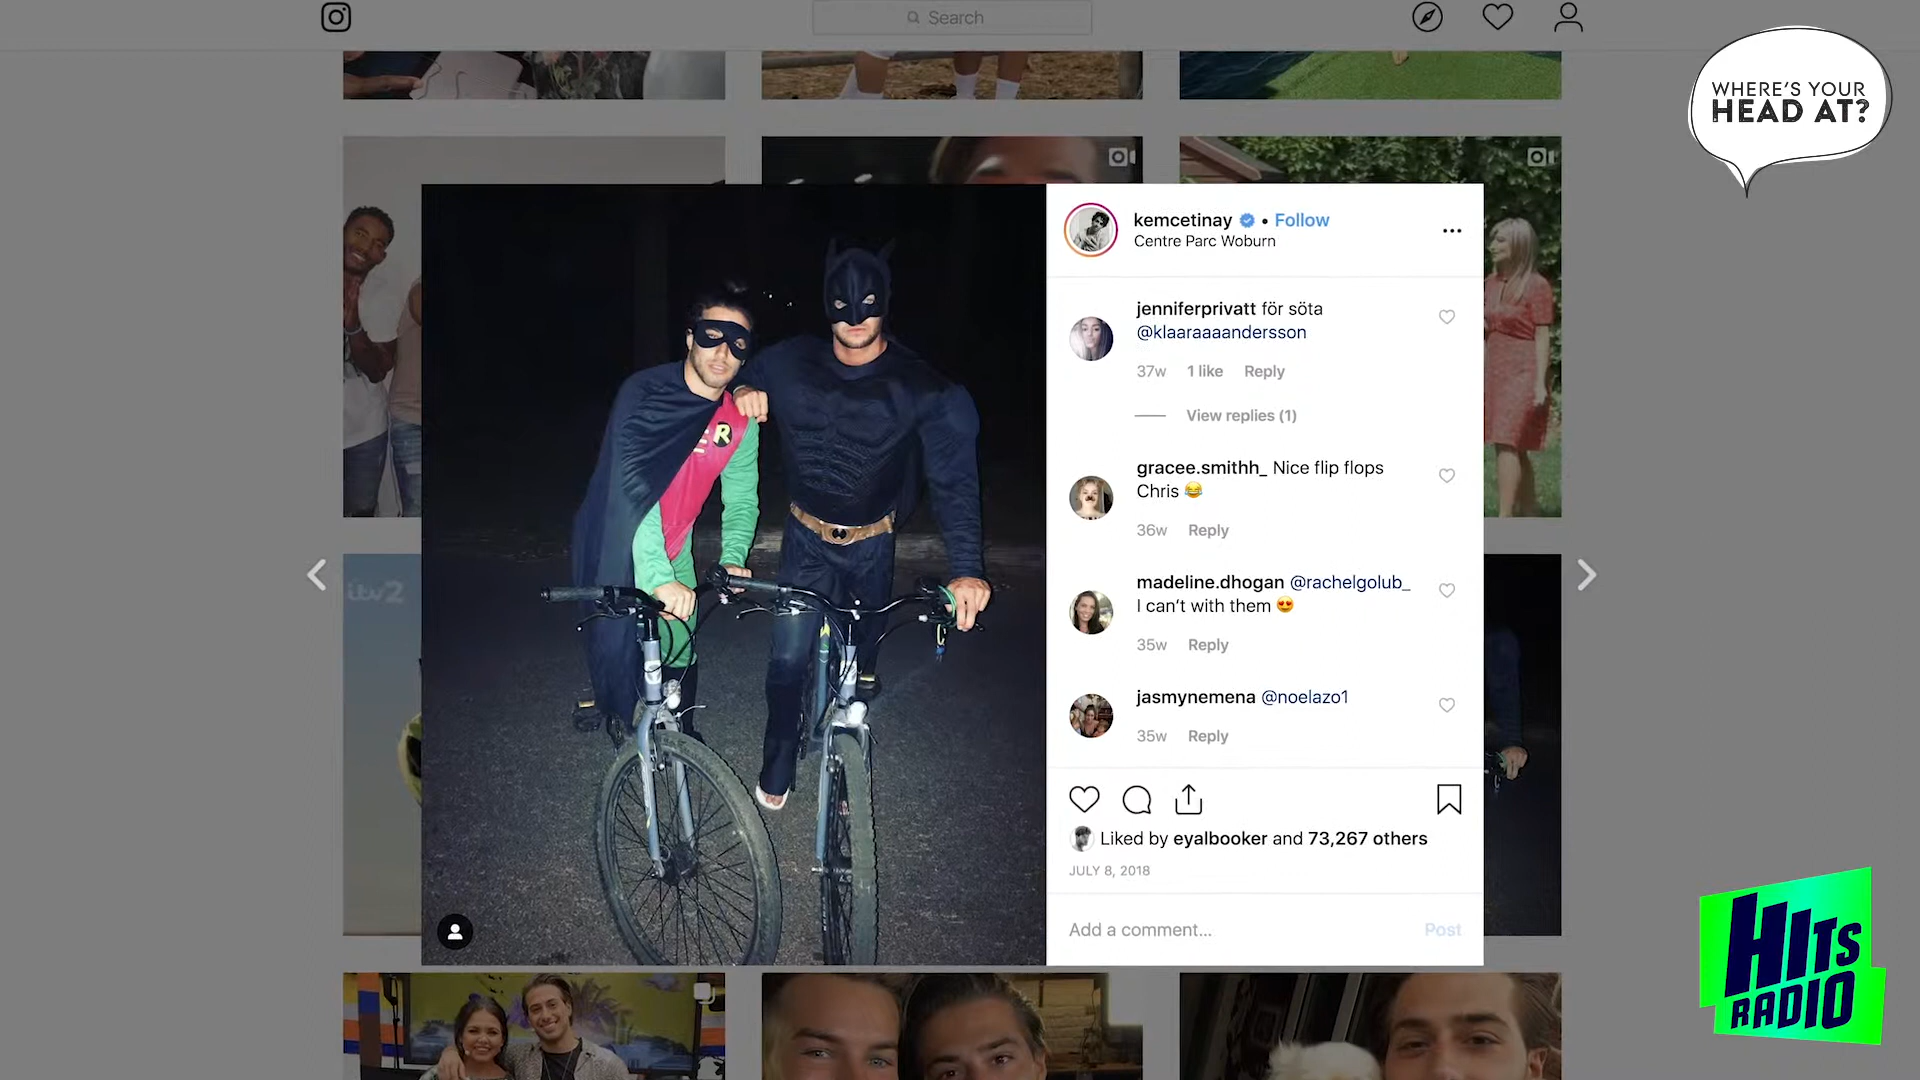 Search
WHERE'S YOUR
HEAD AT?
kemcetinay • Follow
Centre Parc Woburn
jenniferprivatt för söta
@klaaraaaandersson
37w 1 like Reply
View replies (1)
gracee.smithh_ Nice flip flops
Chris 😂
36w Reply
madeline.dhogan @rachelgolub_
I can't with them 😍
35w Reply
jasmynemena @noelazo1
35w Reply
Liked by eyalbooker and 73,267 others
JULY 8, 2018
Add a comment... Post
itv2
R
HITS
RADIO